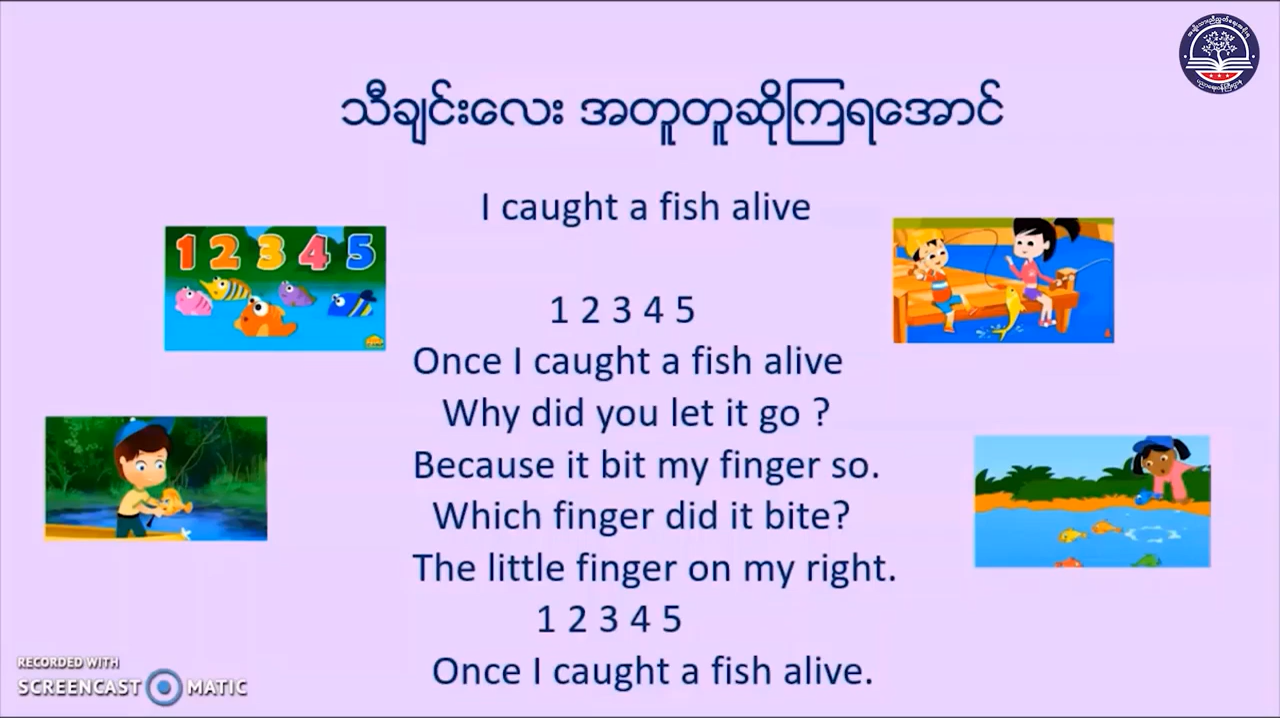 သီချင်းလေး အတူတူဆိုကြရအောင်
I caught a fish alive
1 2 3 4 5
1 2 3 4 5
Once I caught a fish alive
Why did you let it go ?
Because it bit my finger so.
Which finger did it bite?
The little finger on my right.
1 2 3 4 5
Once I caught a fish alive.
RECORDED WITH
SCREENCAST MATIC